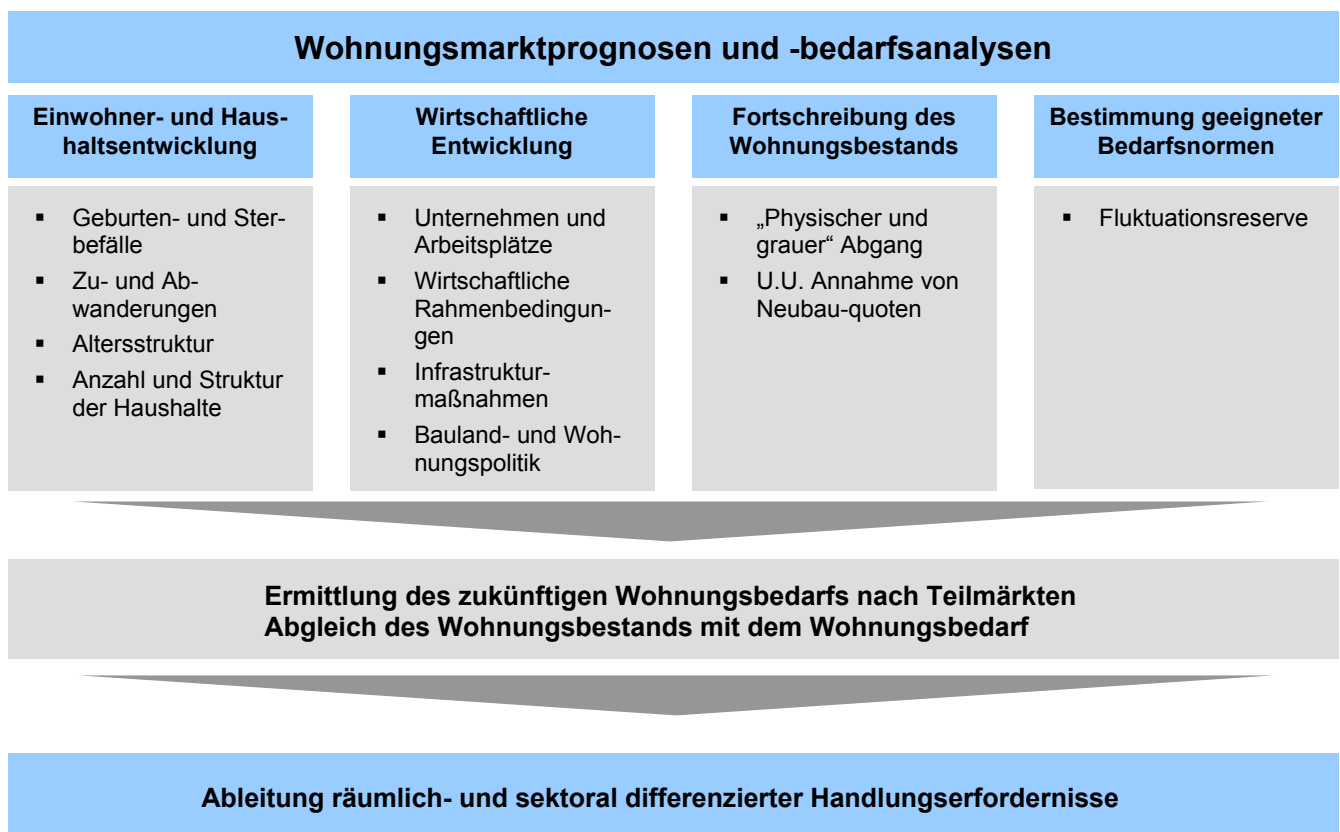 Wohnungsmarktprognosen und -bedarfsanalysen
Einwohner- und Haus-
haltsentwicklung
▪ Geburten- und Ster-
befälle
▪ Zu- und Ab-
wanderungen
▪ Altersstruktur
▪ Anzahl und Struktur
der Haushalte
Wirtschaftliche
Entwicklung
▪ Unternehmen und
Arbeitsplätze
▪ Wirtschaftliche
Rahmenbedingun-
gen
▪ Infrastruktur-
maßnahmen
▪ Bauland- und Woh-
nungspolitik
Fortschreibung des
Wohnungsbestands
▪ „Physischer und
grauer“ Abgang
▪ U.U. Annahme von
Neubau-quoten
Bestimmung geeigneter
Bedarfsnormen
▪ Fluktuationsreserve
Ermittlung des zukünftigen Wohnungsbedarfs nach Teilmärkten
Abgleich des Wohnungsbestands mit dem Wohnungsbedarf
Ableitung räumlich- und sektoral differenzierter Handlungserfordernisse